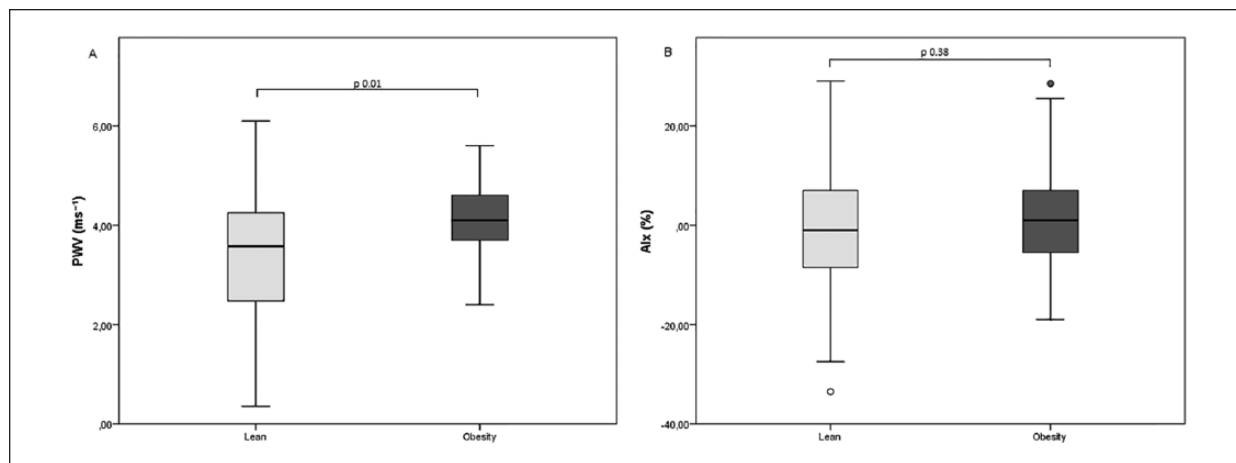 A
p 0.01
6,00
4,00
2,00
,00
PWV (ms⁻¹)
Lean
Obesity
B
p 0.38
20,00
,00
-20,00
-40,00
AIx (%)
Lean
Obesity